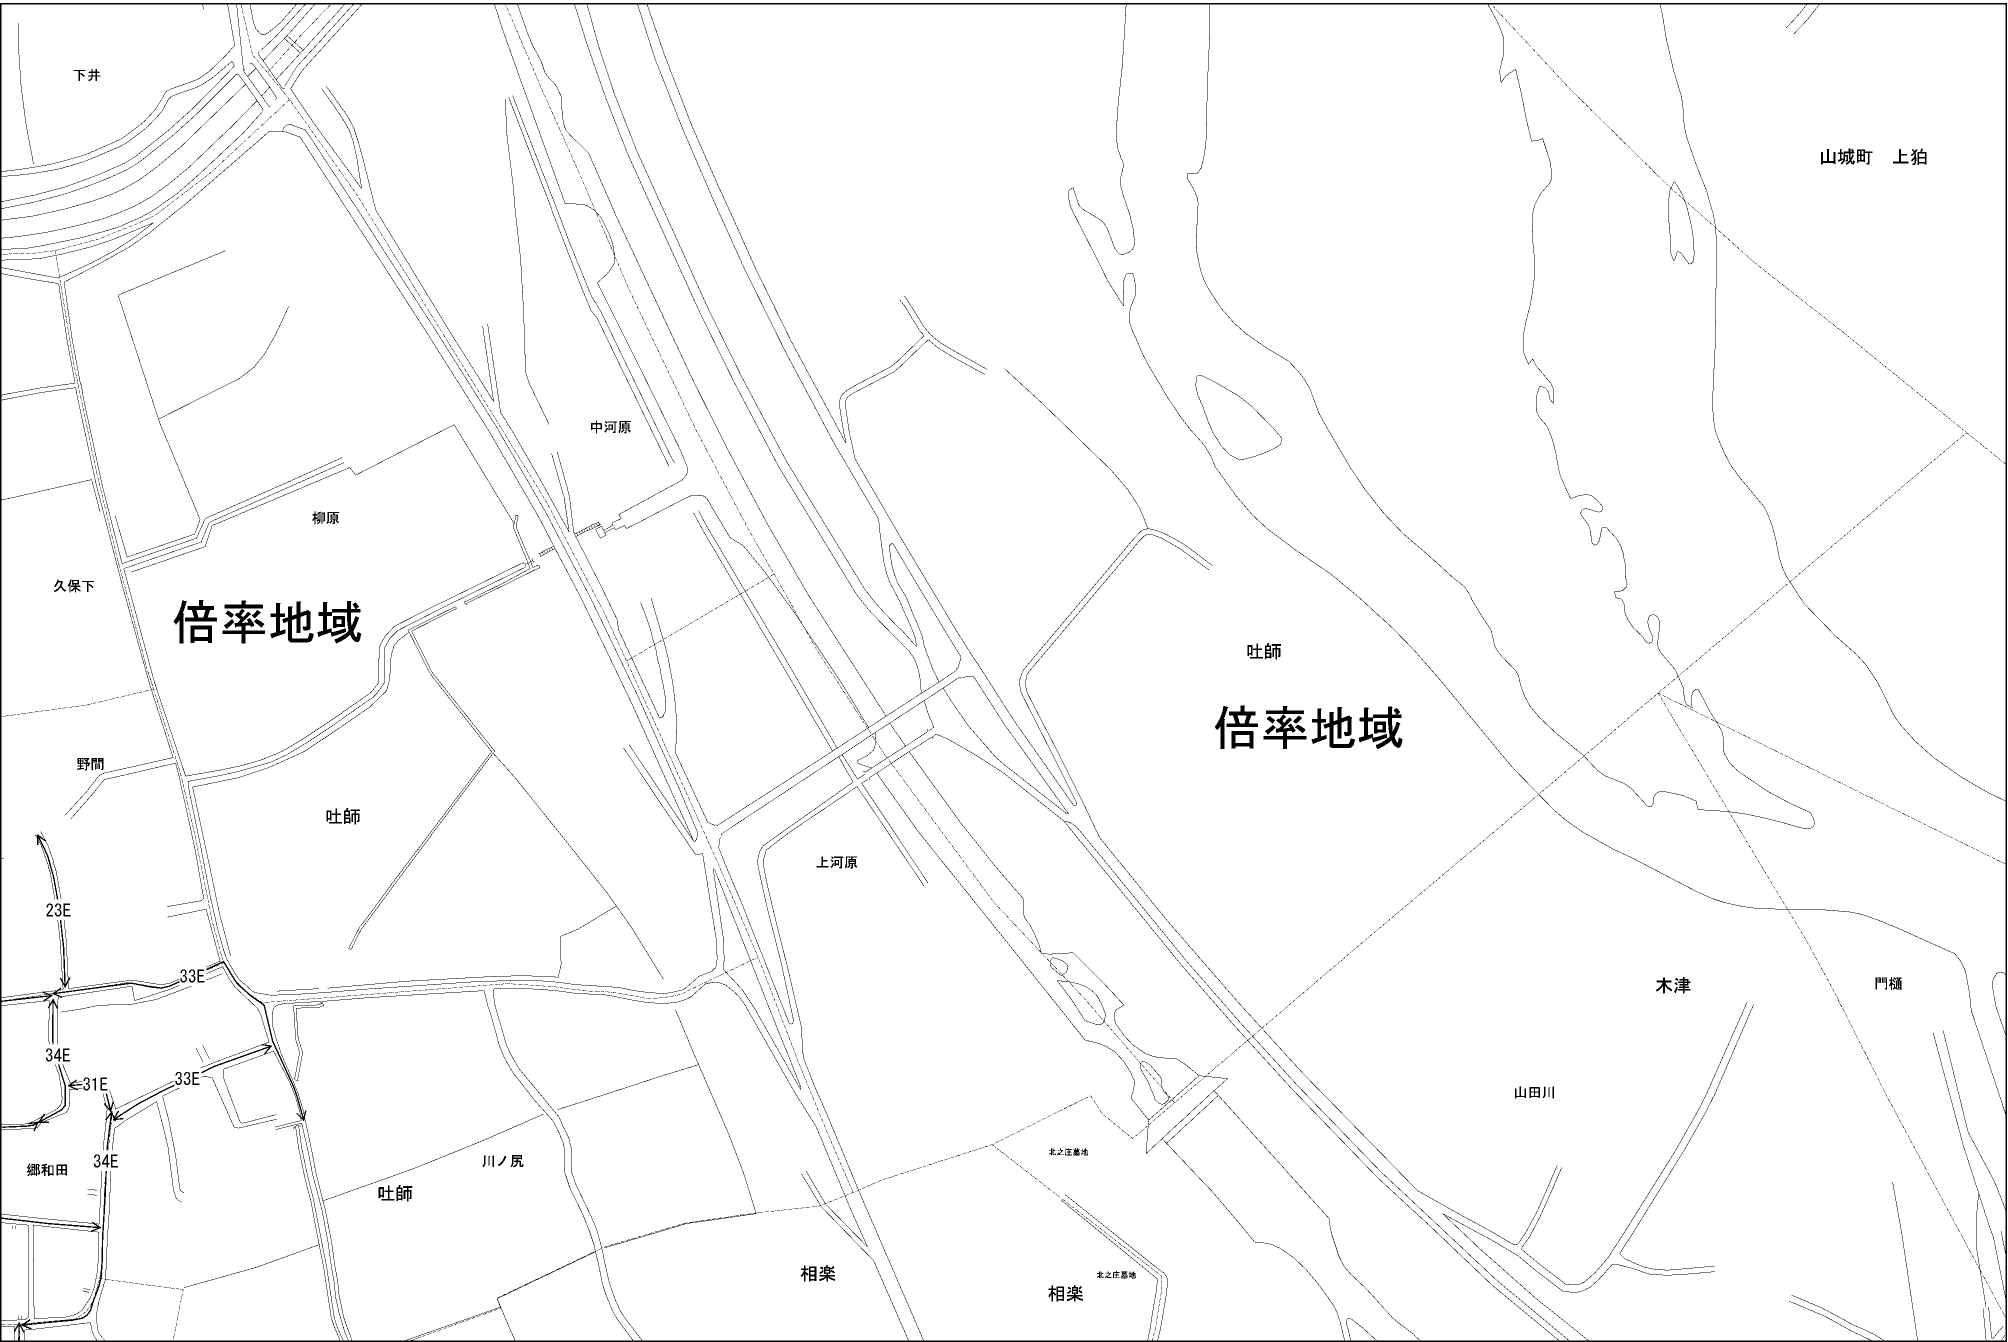 下井
山城町　上狛
中河原
柳原
久保下
倍率地域
吐師
倍率地域
野間
吐師
上河原
23E
33E
木津
門樋
34E
31E
33E
山田川
34E
郷和田
川ノ尻
北之庄墓地
吐師
相楽
北之庄墓地
相楽